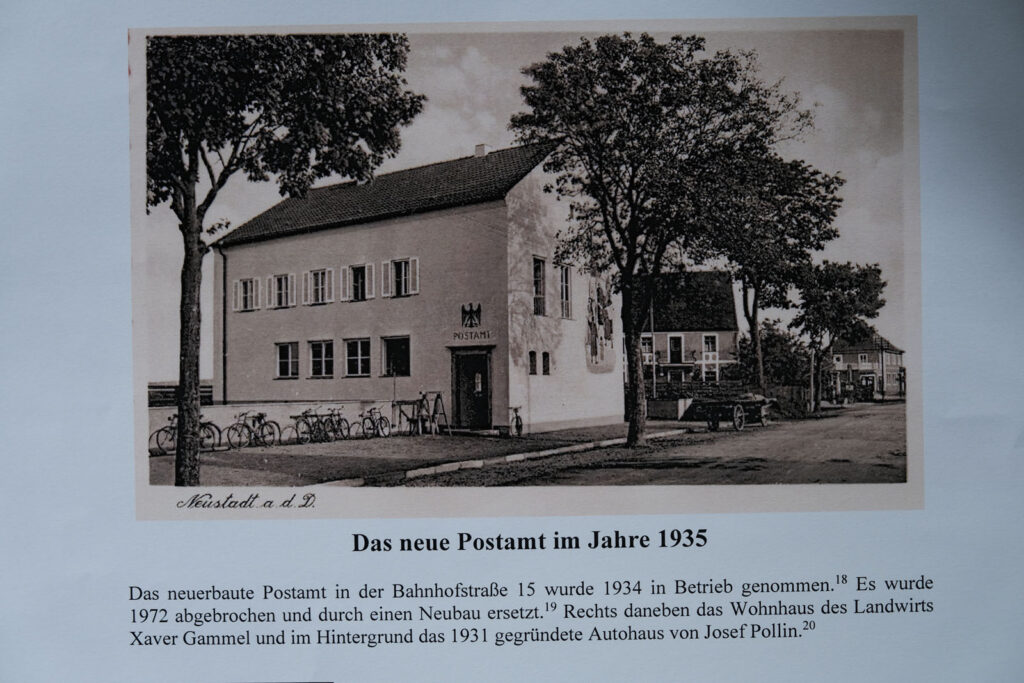 POSTAMT
Neustadt a. d. D.
Das neue Postamt im Jahre 1935
Das neuerbaute Postamt in der Bahnhofstraße 15 wurde 1934 in Betrieb genommen.18 Es wurde
1972 abgebrochen und durch einen Neubau ersetzt.19 Rechts daneben das Wohnhaus des Landwirts
Xaver Gammel und im Hintergrund das 1931 gegründete Autohaus von Josef Pollin.20